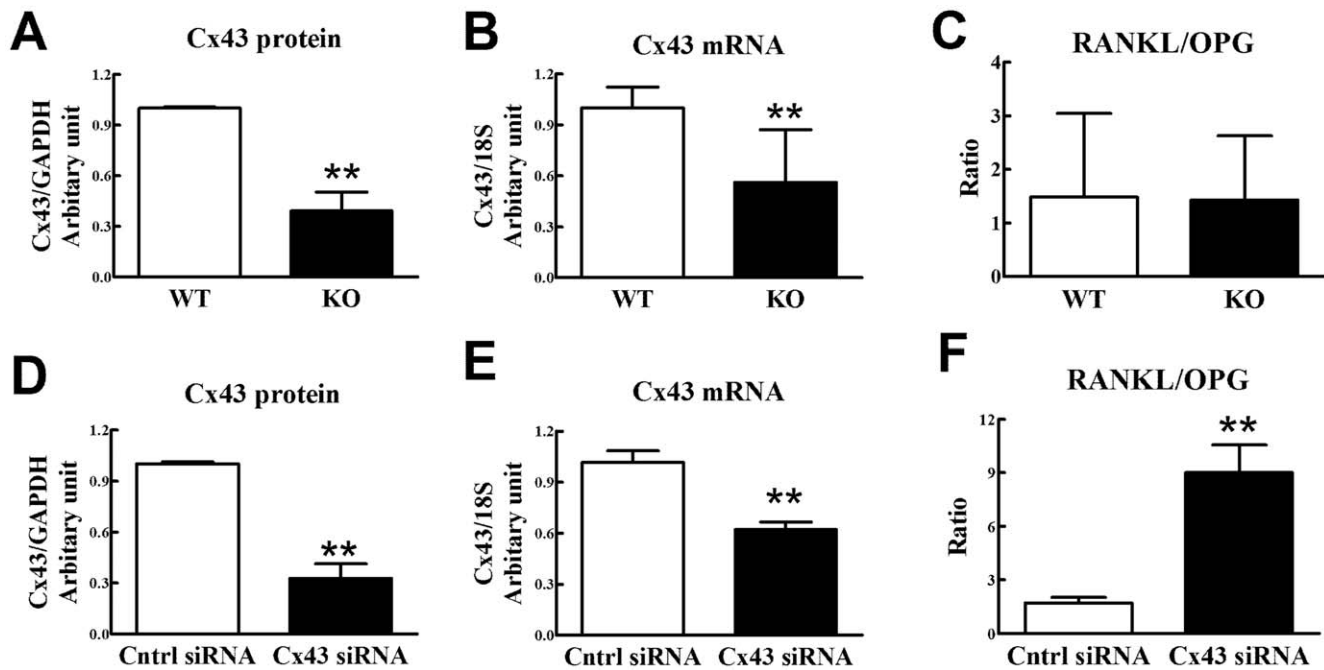 A
Cx43 protein
Cx43/GAPDH
Arbitary unit
1.2
0.9
0.6
0.3
0.0
**
WT
KO
B
Cx43 mRNA
Cx43/18S
Arbitary unit
1.2
0.9
0.6
0.3
0.0
**
WT
KO
C
RANKL/OPG
Ratio
4
3
2
1
0
WT
KO
D
Cx43 protein
Cx43/GAPDH
Arbitary unit
1.2
0.9
0.6
0.3
0.0
**
Cntrl siRNA
Cx43 siRNA
E
Cx43 mRNA
Cx43/18S
Arbitary unit
1.2
0.9
0.6
0.3
0.0
**
Cntrl siRNA
Cx43 siRNA
F
RANKL/OPG
Ratio
12
9
6
3
0
**
Cntrl siRNA
Cx43 siRNA